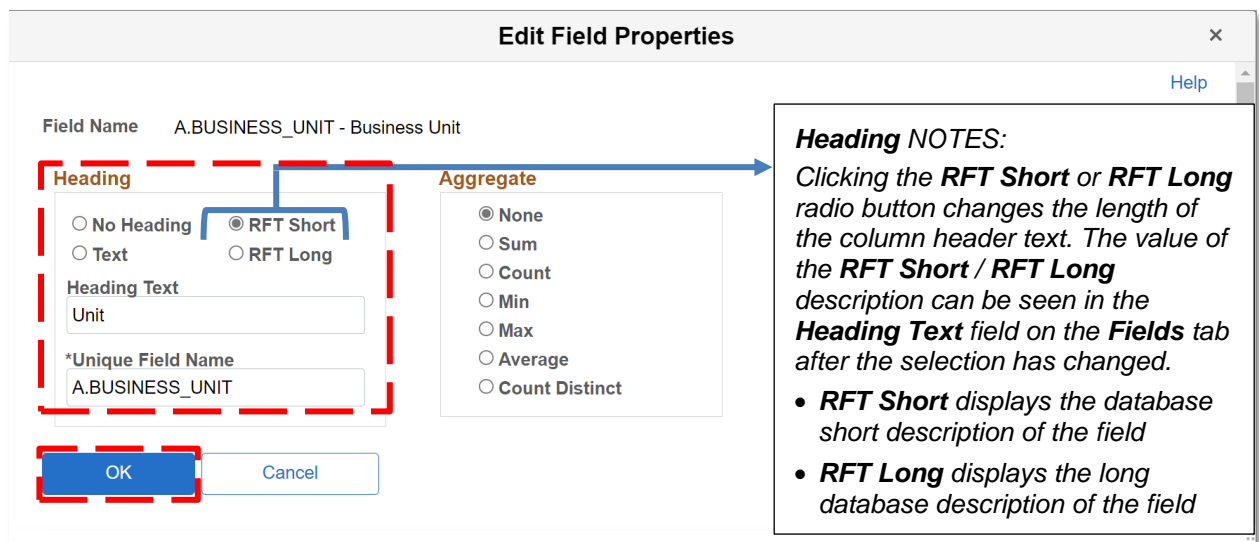 Edit Field Properties
×
Help
Field Name A.BUSINESS_UNIT - Business Unit
Heading
No Heading RFT Short
Text RFT Long
Heading Text
Unit
*Unique Field Name
A.BUSINESS_UNIT
OK Cancel
Aggregate
None
Sum
Count
Min
Max
Average
Count Distinct
Heading NOTES:
Clicking the RFT Short or RFT Long
radio button changes the length of
the column header text. The value of
the RFT Short / RFT Long
description can be seen in the
Heading Text field on the Fields tab
after the selection has changed.
• RFT Short displays the database
short description of the field
• RFT Long displays the long
database description of the field